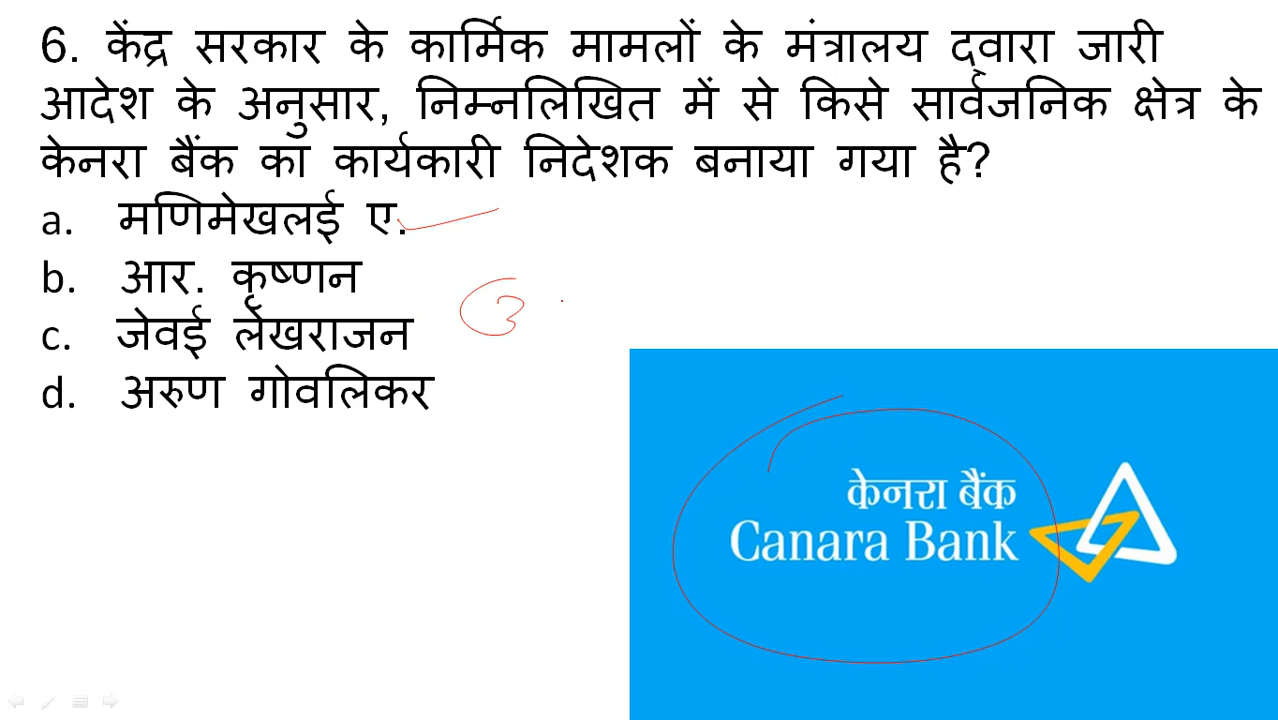 6. केंद्र सरकार के कार्मिक मामलों के मंत्रालय द्वारा जारी
आदेश के अनुसार, निम्नलिखित में से किसे सार्वजनिक क्षेत्र के
केनरा बैंक का कार्यकारी निदेशक बनाया गया है?
a. मणिमेखलई ए.
b. आर. कृष्णन
c. जेवई लेखराजन
d. अरुण गोवलिकर
केनरा बैंक
Canara Bank